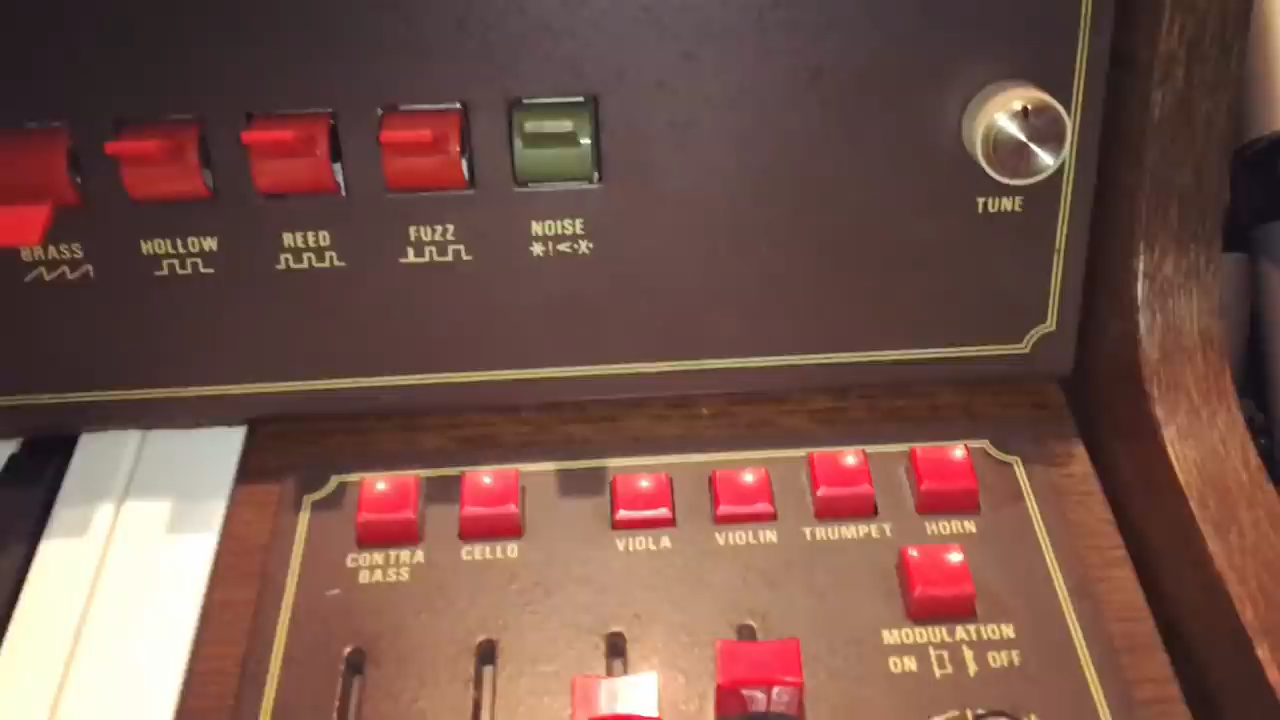 BRASS
HOLLOW
REED
FUZZ
NOISE
*!<·X·
TUNE
CONTRA
BASS
CELLO
VIOLA
VIOLIN
TRUMPET
HORN
MODULATION
ON OFF